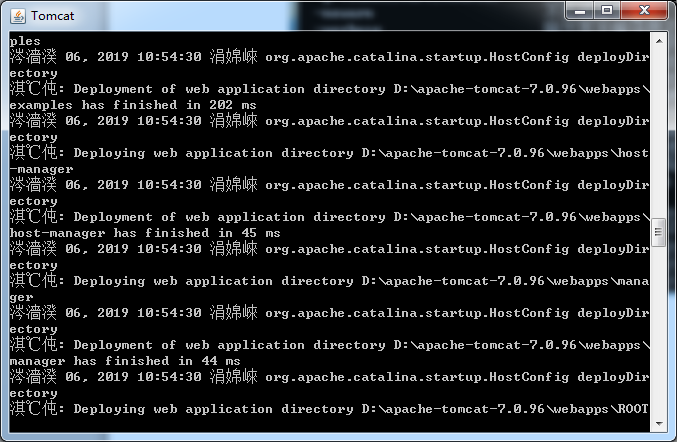 Tomcat
ples
涔濇湀 06, 2019 10:54:30 涓婂崍 org.apache.catalina.startup.HostConfig deployDir
ectory
淇℃伅: Deployment of web application directory D:\apache-tomcat-7.0.96\webapps\
examples has finished in 202 ms
涔濇湀 06, 2019 10:54:30 涓婂崍 org.apache.catalina.startup.HostConfig deployDir
ectory
淇℃伅: Deploying web application directory D:\apache-tomcat-7.0.96\webapps\host
-manager
涔濇湀 06, 2019 10:54:30 涓婂崍 org.apache.catalina.startup.HostConfig deployDir
ectory
淇℃伅: Deployment of web application directory D:\apache-tomcat-7.0.96\webapps\
host-manager has finished in 45 ms
涔濇湀 06, 2019 10:54:30 涓婂崍 org.apache.catalina.startup.HostConfig deployDir
ectory
淇℃伅: Deploying web application directory D:\apache-tomcat-7.0.96\webapps\mana
ger
涔濇湀 06, 2019 10:54:30 涓婂崍 org.apache.catalina.startup.HostConfig deployDir
ectory
淇℃伅: Deployment of web application directory D:\apache-tomcat-7.0.96\webapps\
manager has finished in 44 ms
涔濇湀 06, 2019 10:54:30 涓婂崍 org.apache.catalina.startup.HostConfig deployDir
ectory
淇℃伅: Deploying web application directory D:\apache-tomcat-7.0.96\webapps\ROOT